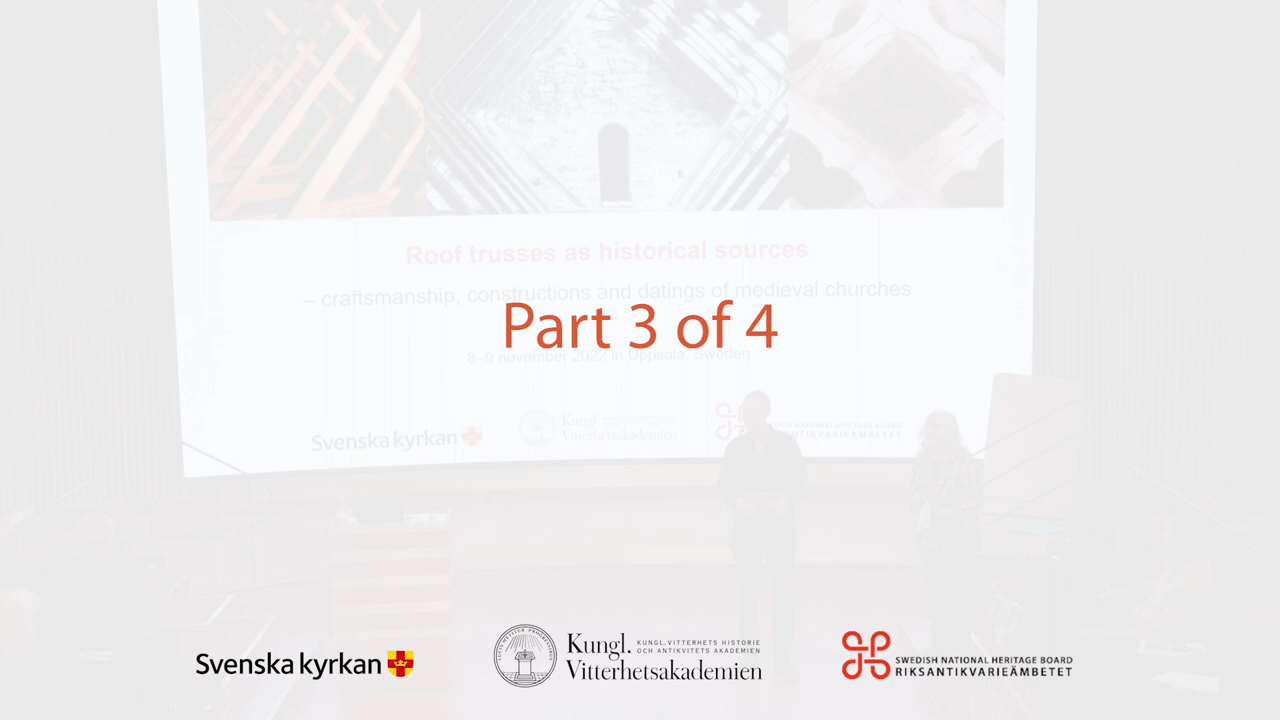 Roof trusses as historical sources
– craftsmanship, constructions and datings of medieval churches
Part 3 of 4
8–9 november 2022 in Uppsala, Sweden
Svenska kyrkan
Kungl.
Vitterhetsakademien
RIKSANTIKVARIEÄMBETET
Svenska kyrkan
Kungl.
KUNGL. VITTERHETS HISTORIE
OCH ANTIKVITETS AKADEMIEN
Vitterhetsakademien
SWEDISH NATIONAL HERITAGE BOARD
RIKSANTIKVARIEÄMBETET